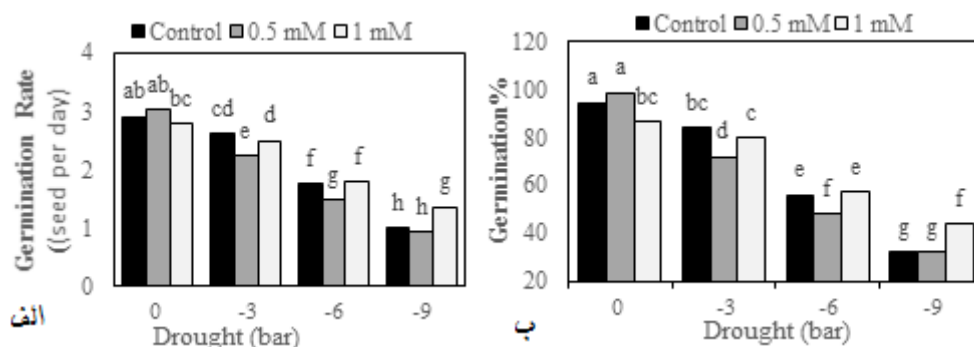 Control 0.5 mM 1 mM
Germination Rate
((seed per day)
4
3
2
1
0
ab ab bc
cd e d
f g f
h h g
0 -3 -6 -9
Drought (bar)
الف
Control 0.5 mM 1 mM
Germination%
120
100
80
60
40
20
a a bc
bc d c
e f e
g g f
0 -3 -6 -9
Drought (bar)
ب